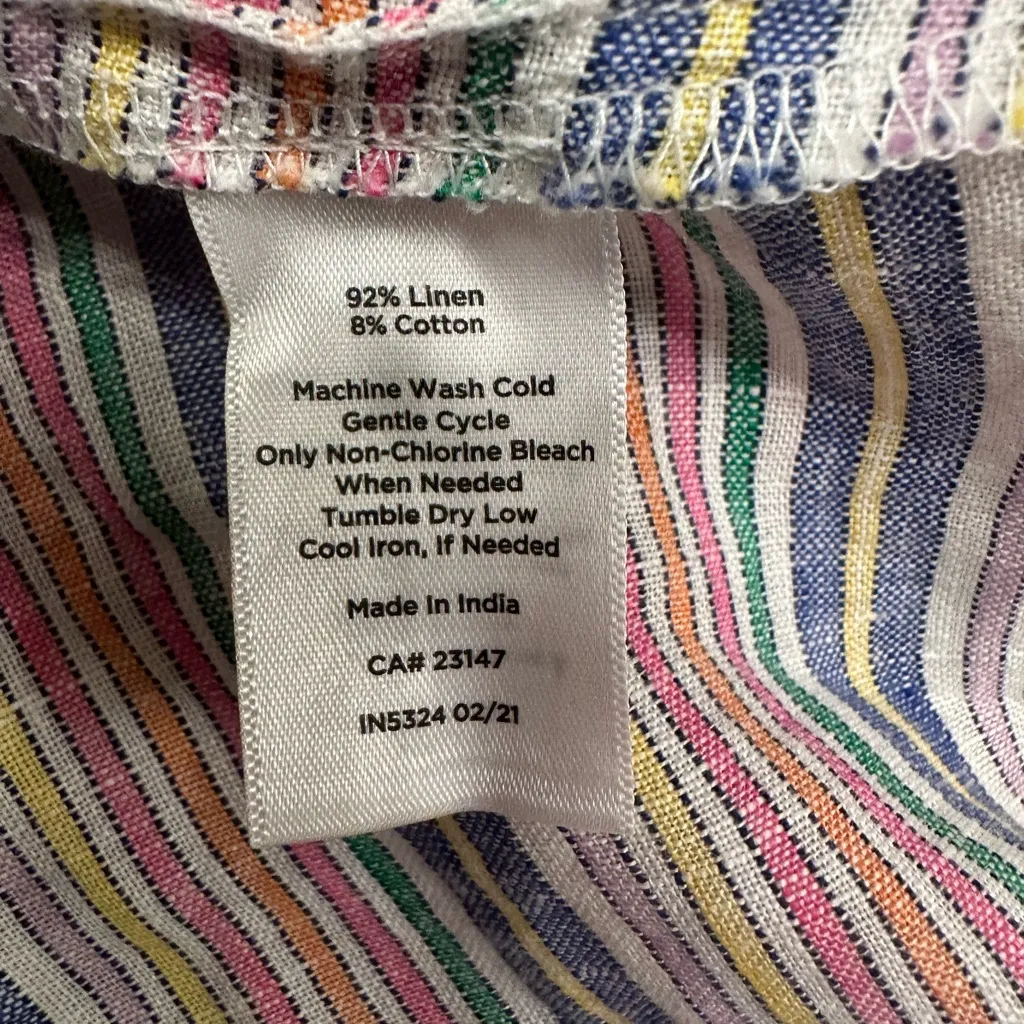 92% Linen
8% Cotton
Machine Wash Cold
Gentle Cycle
Only Non-Chlorine Bleach
When Needed
Tumble Dry Low
Cool Iron, If Needed
Made In India
CA# 23147
IN5324 02/21